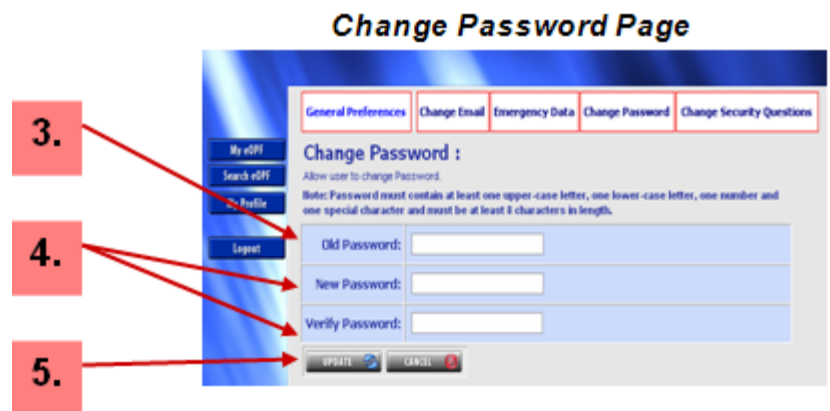 Change Password Page
General Preferences Change Email Emergency Data Change Password Change Security Questions
3.
My eOPF
Change Password :
Search eOPF
Allow user to change Password.
My Profile
Note: Password must contain at least one upper-case letter, one lower-case letter, one number and
one special character and must be at least 8 characters in length.
4.
Logout
Old Password:
New Password:
Verify Password:
5.
UPDATE CANCEL